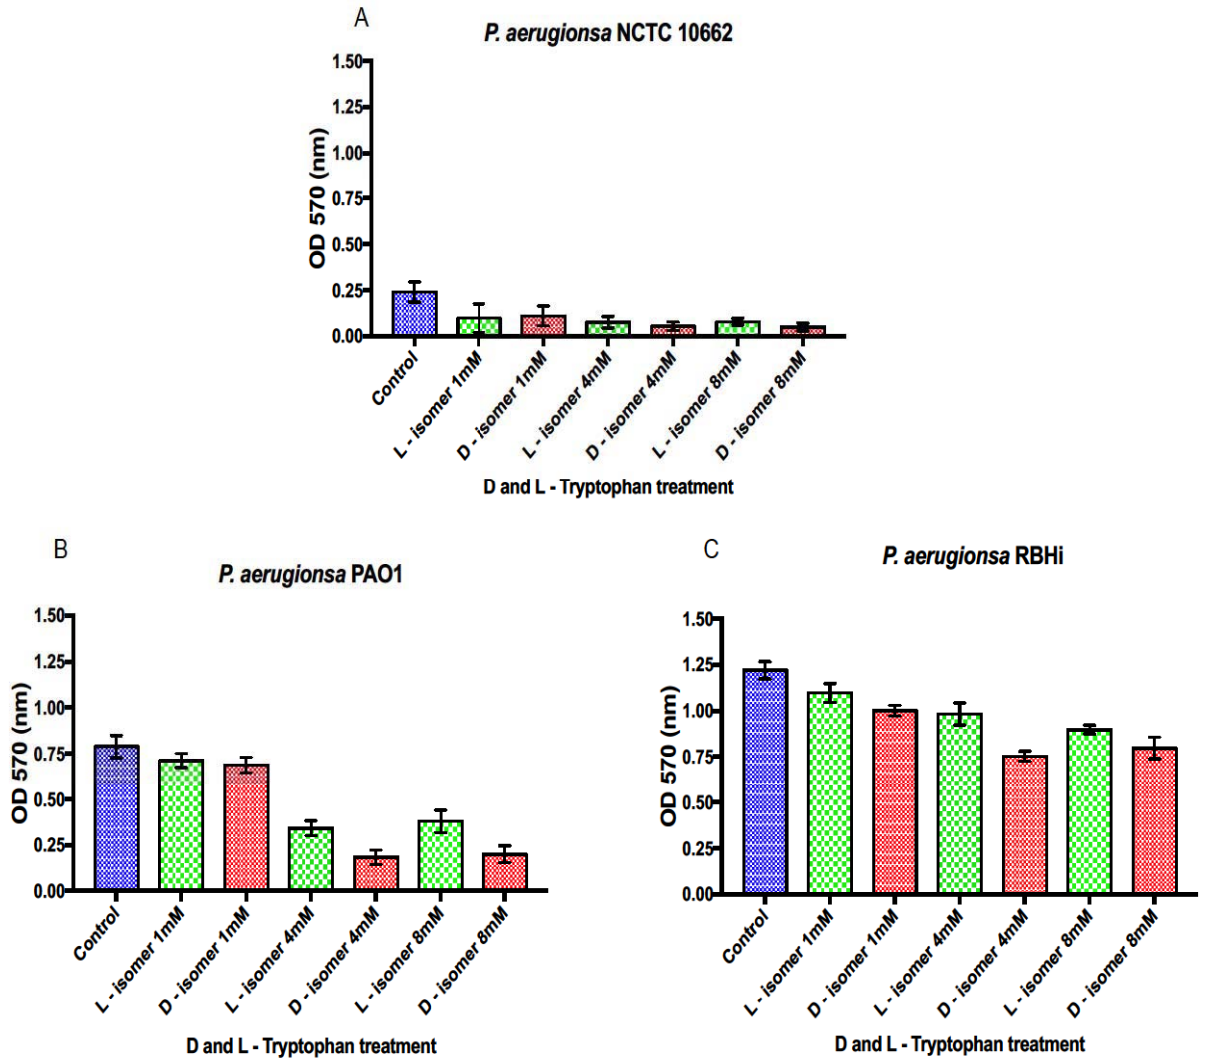 A
P. aerugionsa NCTC 10662
1.50
1.25
1.00
0.75
0.50
0.25
0.00
OD 570 (nm)
Control
L - isomer 1mM
D - isomer 1mM
L - isomer 4mM
D - isomer 4mM
L - isomer 8mM
D - isomer 8mM
D and L - Tryptophan treatment
B
P. aerugionsa PAO1
1.50
1.25
1.00
0.75
0.50
0.25
0.00
OD 570 (nm)
Control
L - isomer 1mM
D - isomer 1mM
L - isomer 4mM
D - isomer 4mM
L - isomer 8mM
D - isomer 8mM
D and L - Tryptophan treatment
C
P. aerugionsa RBHi
1.50
1.25
1.00
0.75
0.50
0.25
0.00
OD 570 (nm)
Control
L - isomer 1mM
D - isomer 1mM
L - isomer 4mM
D - isomer 4mM
L - isomer 8mM
D - isomer 8mM
D and L - Tryptophan treatment